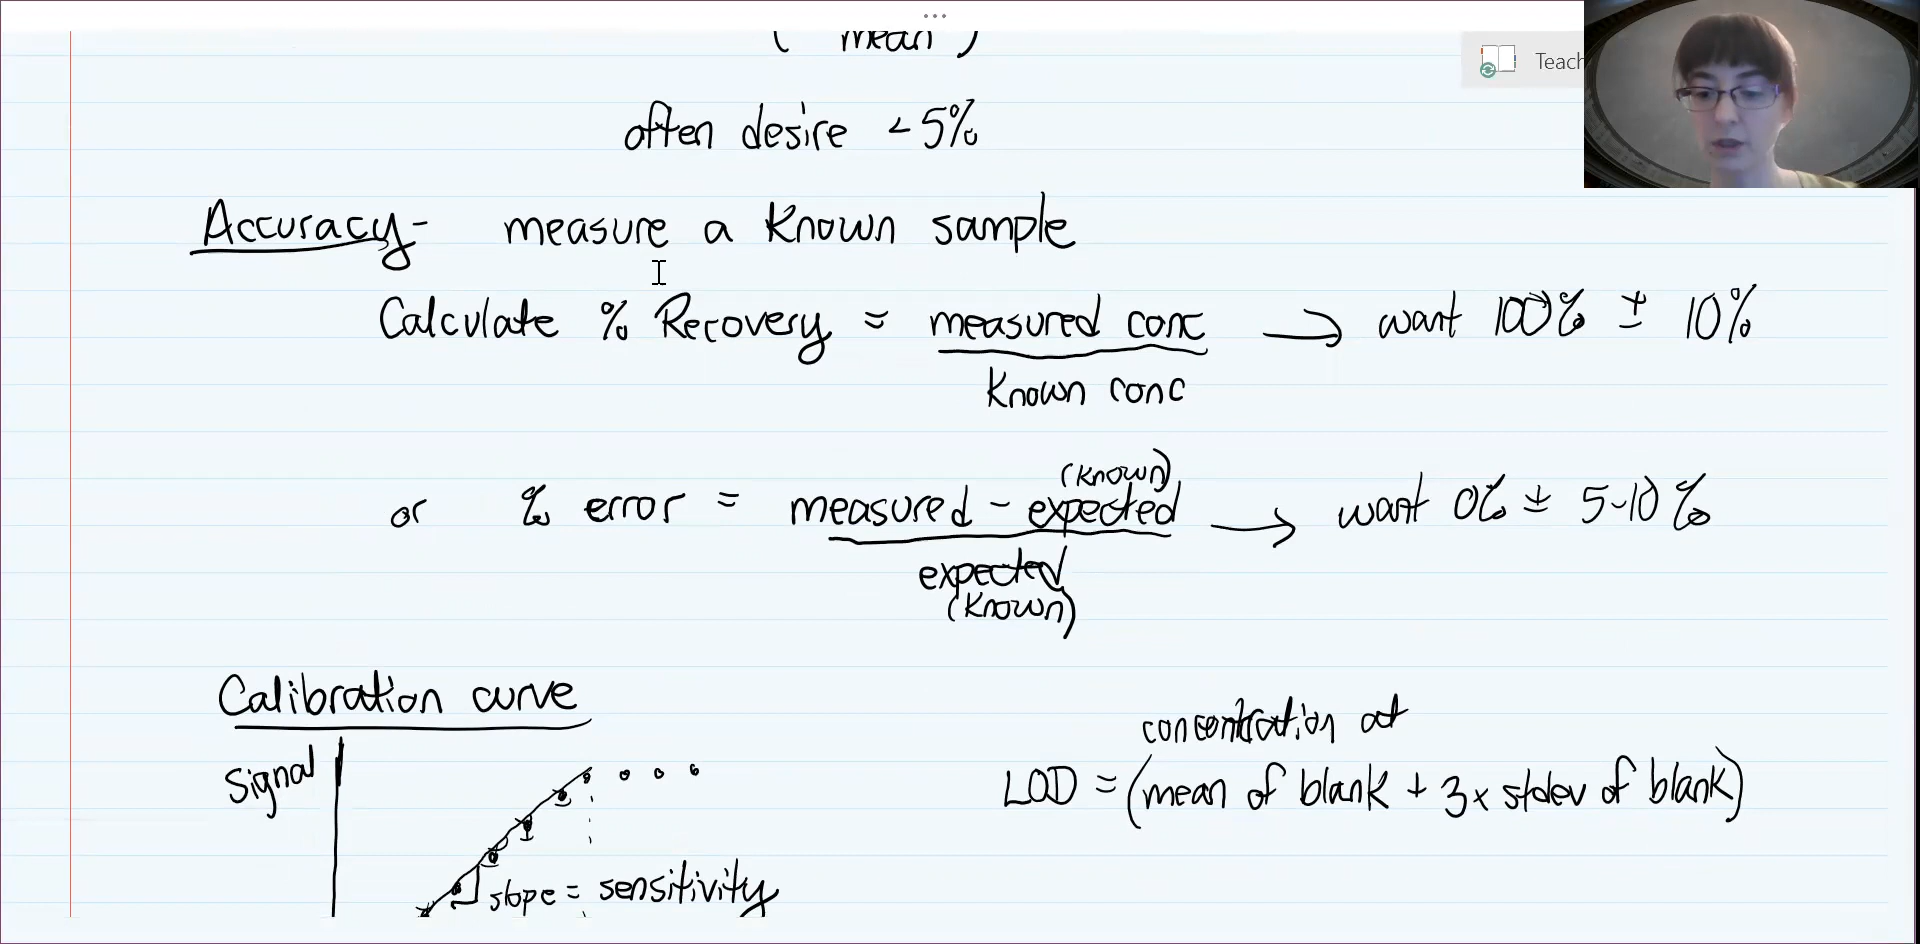 ( mean )
Teach
often desire < 5%
Accuracy- measure a known sample
Calculate % Recovery = measured conc → want 100% ± 10%
known conc
(known)
or % error = measured - expected → want 0% ± 5-10%
expected
(known)
Calibration curve
concentration at
Signal
LOD = (mean of blank + 3x stdev of blank)
slope = sensitivity